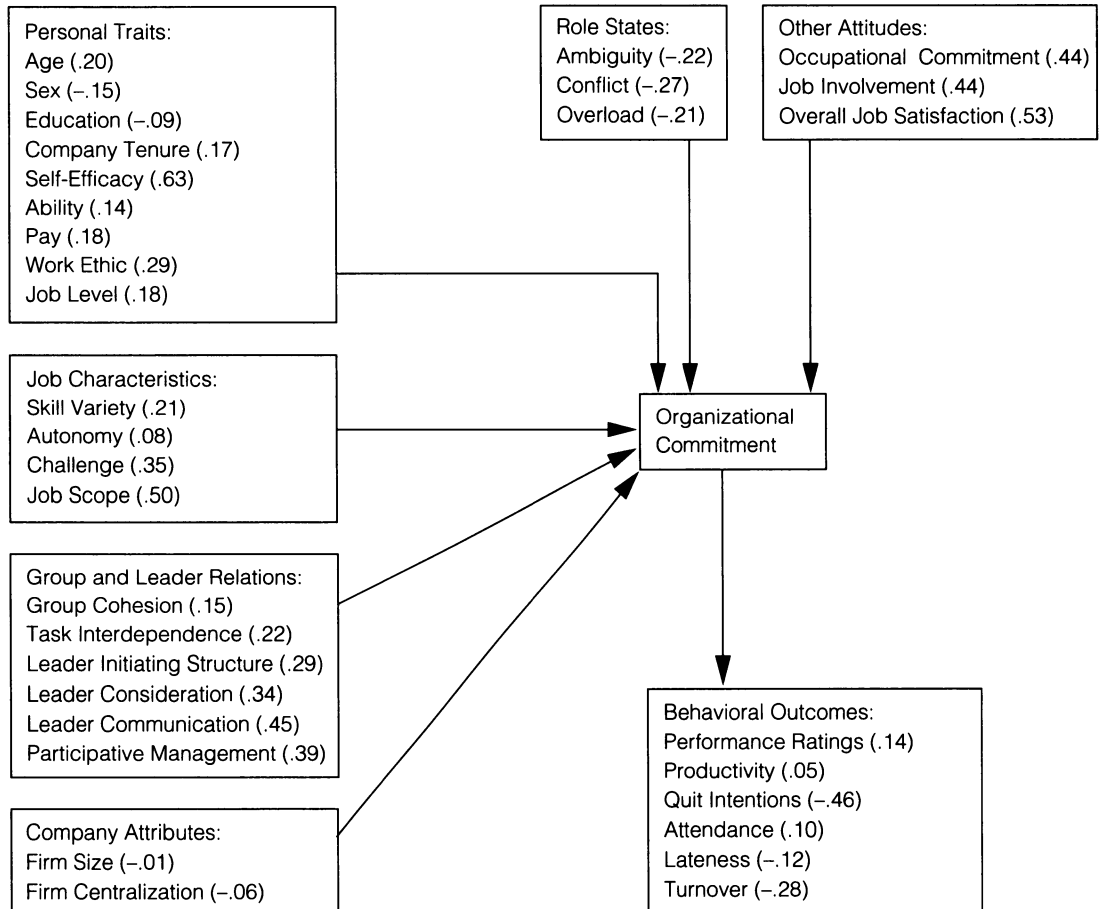 Personal Traits:
Age (.20)
Sex (–.15)
Education (–.09)
Company Tenure (.17)
Self-Efficacy (.63)
Ability (.14)
Pay (.18)
Work Ethic (.29)
Job Level (.18)
Role States:
Ambiguity (–.22)
Conflict (–.27)
Overload (–.21)
Other Attitudes:
Occupational Commitment (.44)
Job Involvement (.44)
Overall Job Satisfaction (.53)
Job Characteristics:
Skill Variety (.21)
Autonomy (.08)
Challenge (.35)
Job Scope (.50)
Organizational
Commitment
Group and Leader Relations:
Group Cohesion (.15)
Task Interdependence (.22)
Leader Initiating Structure (.29)
Leader Consideration (.34)
Leader Communication (.45)
Participative Management (.39)
Company Attributes:
Firm Size (–.01)
Firm Centralization (–.06)
Behavioral Outcomes:
Performance Ratings (.14)
Productivity (.05)
Quit Intentions (–.46)
Attendance (.10)
Lateness (–.12)
Turnover (–.28)